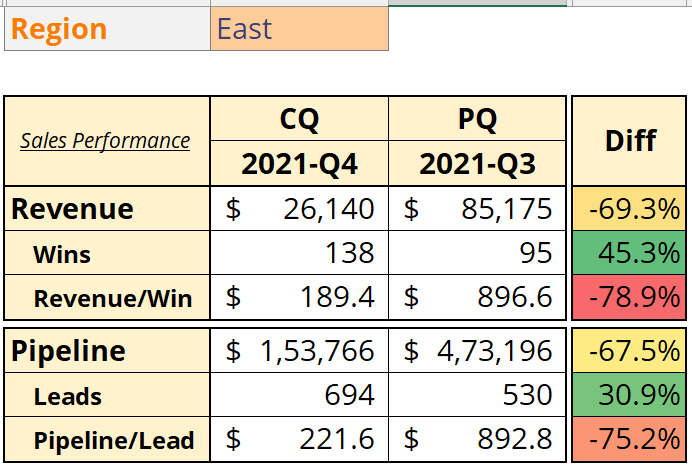 Region East
Sales Performance CQ PQ Diff
2021-Q4 2021-Q3
Revenue $ 26,140 $ 85,175 -69.3%
Wins 138 95 45.3%
Revenue/Win $ 189.4 $ 896.6 -78.9%
Pipeline $ 1,53,766 $ 4,73,196 -67.5%
Leads 694 530 30.9%
Pipeline/Lead $ 221.6 $ 892.8 -75.2%